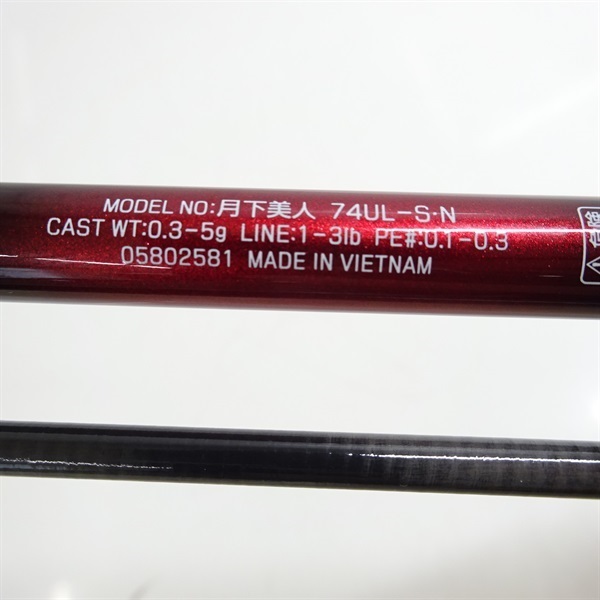 MODEL NO:月下美人 74UL-S・N
CAST WT:0.3-5g LINE:1-3lb PE#:0.1-0.3
05802581 MADE IN VIETNAM